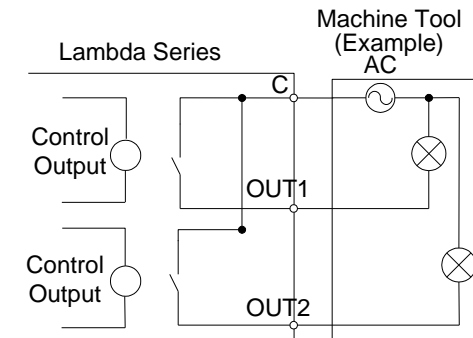 Machine Tool
(Example)
Lambda Series
AC
C
Control
Output
OUT1
Control
Output
OUT2